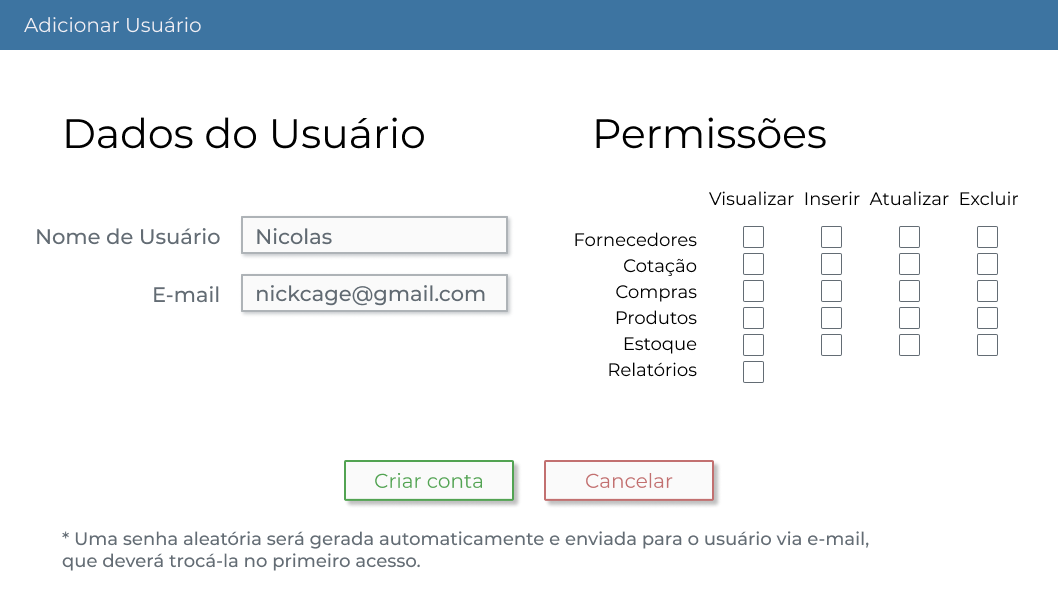 Adicionar Usuário
Dados do Usuário
Nome de Usuário Nicolas
E-mail nickcage@gmail.com
Permissões
Visualizar Inserir Atualizar Excluir
Fornecedores
Cotação
Compras
Produtos
Estoque
Relatórios
Criar conta Cancelar
* Uma senha aleatória será gerada automaticamente e enviada para o usuário via e-mail,
que deverá trocá-la no primeiro acesso.